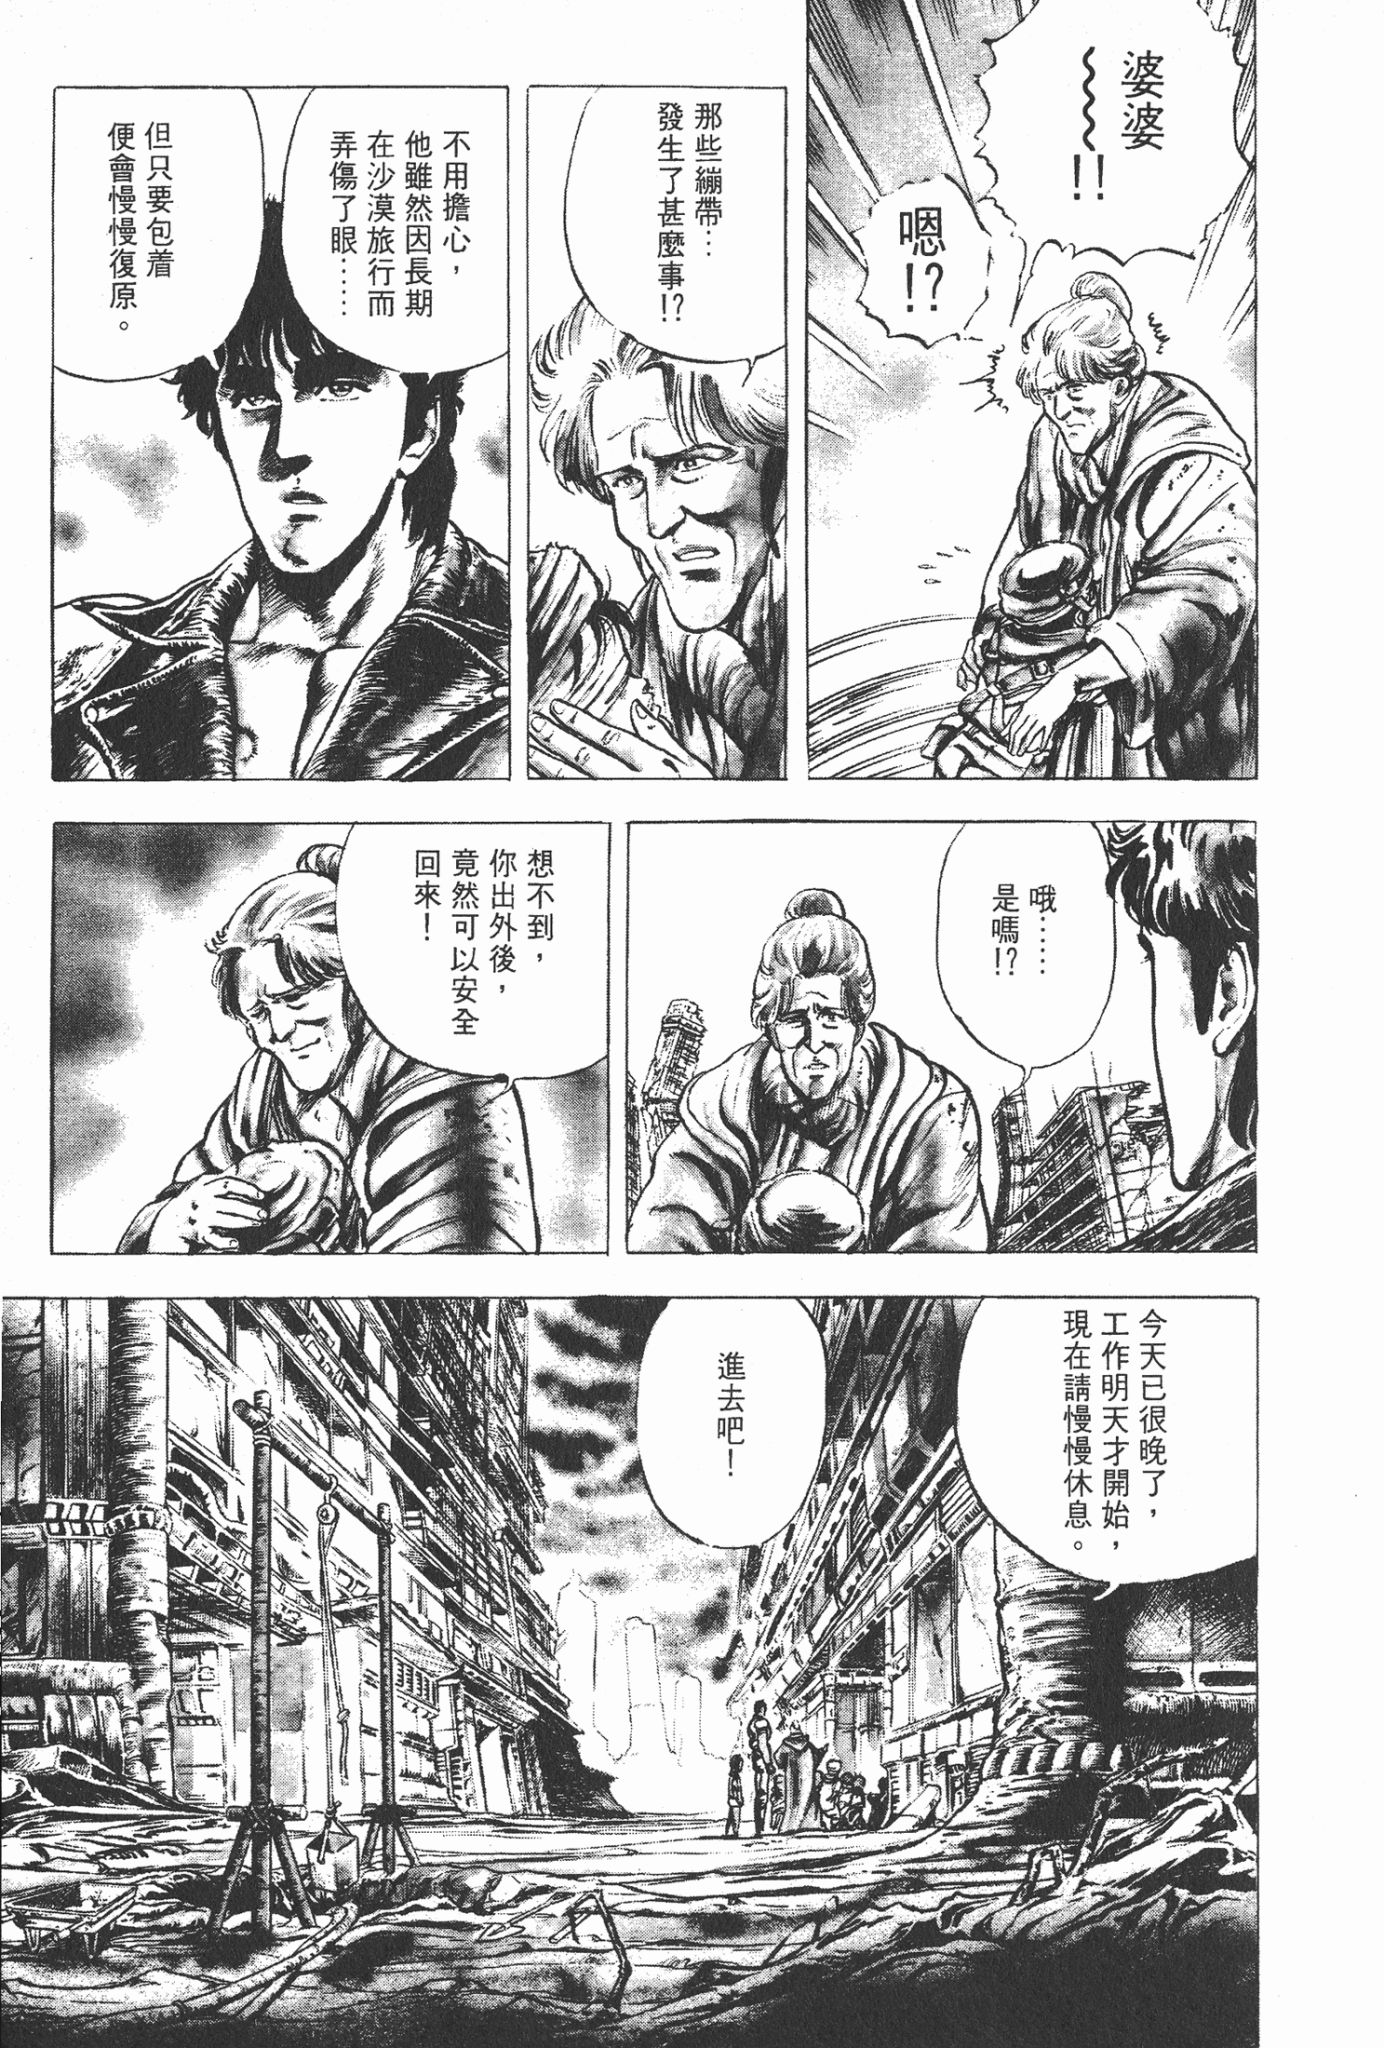 婆婆
～～!!
嗯!?
那些繃帶…
發生了甚麼事!?
不用擔心，
他雖然因長期
在沙漠旅行而
弄傷了眼……
但只要包着
便會慢慢復原。
哦……
是嗎!?
想不到，
你出外後，
竟然可以安全
回來！
今天已很晚了，
工作明天才開始，
現在請慢慢休息。
進去吧！